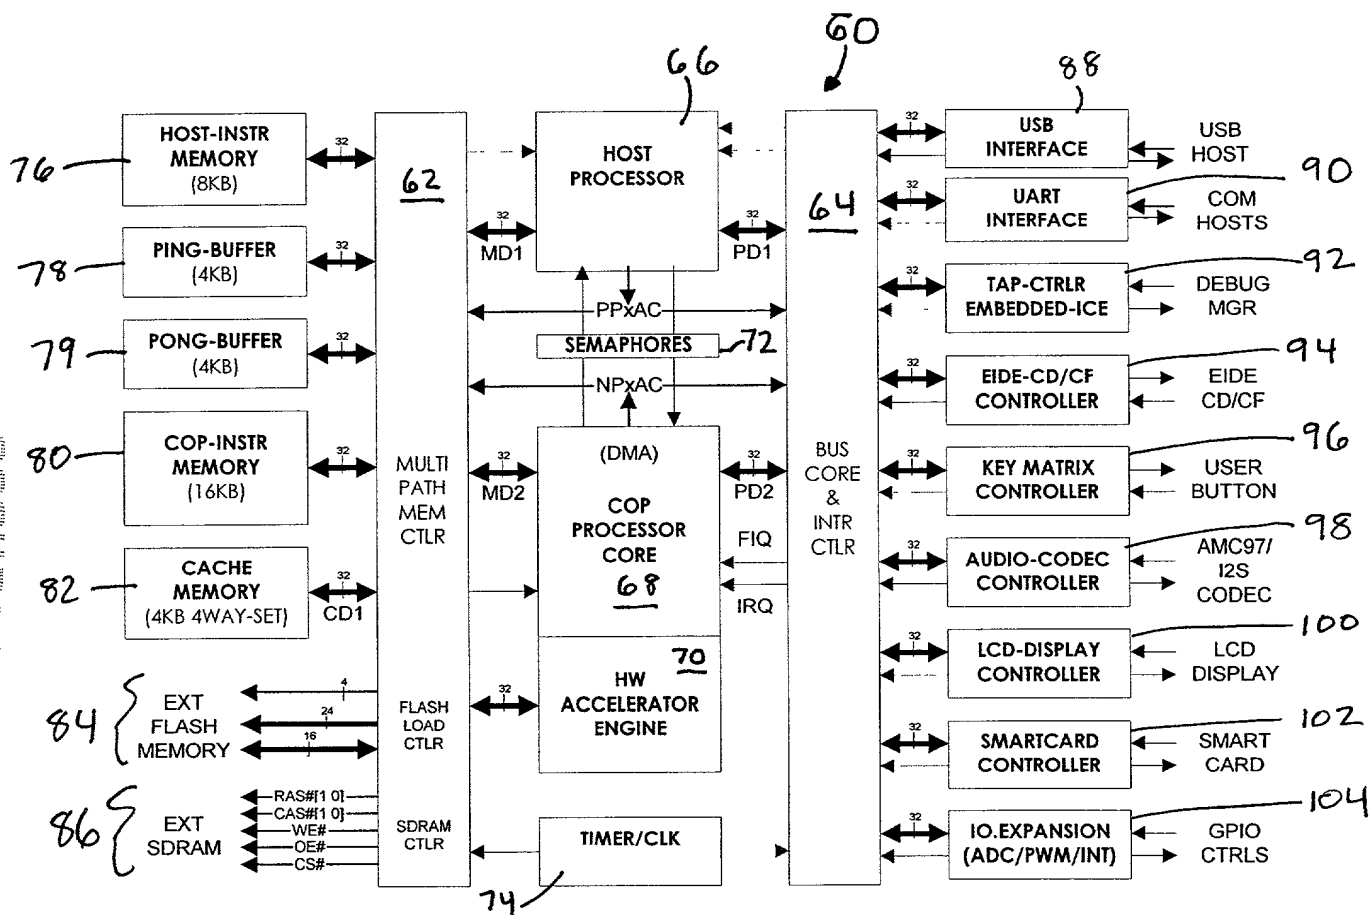 60
66
88
HOST-INSTR
MEMORY
(8KB)
32
76
PING-BUFFER
(4KB)
32
78
PONG-BUFFER
(4KB)
32
79
COP-INSTR
MEMORY
(16KB)
32
80
CACHE
MEMORY
(4KB 4WAY-SET)
32
CD1
82
84
EXT
FLASH
MEMORY
4
24
16
86
EXT
SDRAM
RAS#[1 0]
CAS#[1 0]
WE#
OE#
CS#
62
MULTI
PATH
MEM
CTLR
FLASH
LOAD
CTLR
SDRAM
CTLR
HOST
PROCESSOR
32
MD1
32
PD1
PPxAC
SEMAPHORES
72
NPxAC
(DMA)
COP
PROCESSOR
CORE
68
32
MD2
32
PD2
FIQ
IRQ
70
HW
ACCELERATOR
ENGINE
32
TIMER/CLK
74
64
BUS
CORE
&
INTR
CTLR
32
USB
INTERFACE
USB
HOST
32
UART
INTERFACE
COM
HOSTS
90
32
TAP-CTRLR
EMBEDDED-ICE
DEBUG
MGR
92
32
EIDE-CD/CF
CONTROLLER
EIDE
CD/CF
94
32
KEY MATRIX
CONTROLLER
USER
BUTTON
96
32
AUDIO-CODEC
CONTROLLER
AMC97/
I2S
CODEC
98
32
LCD-DISPLAY
CONTROLLER
LCD
DISPLAY
100
32
SMARTCARD
CONTROLLER
SMART
CARD
102
32
IO.EXPANSION
(ADC/PWM/INT)
GPIO
CTRLS
104